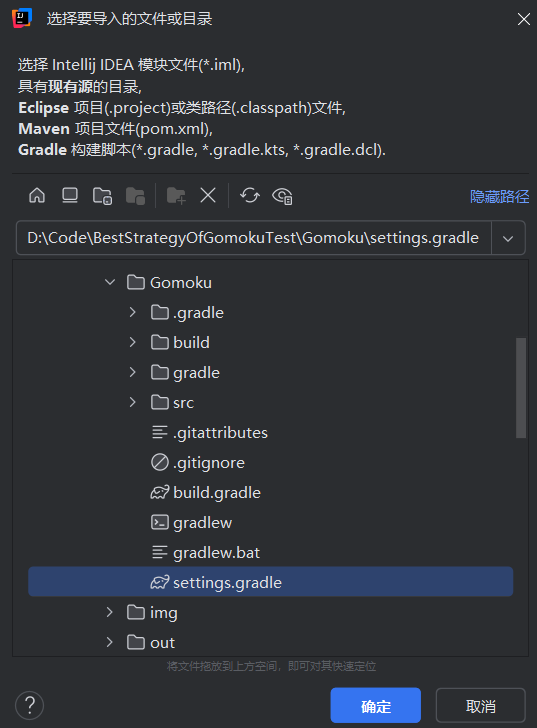 选择要导入的文件或目录
选择 Intellij IDEA 模块文件(*.iml),
具有现有源的目录,
Eclipse 项目(.project)或类路径(.classpath)文件,
Maven 项目文件(pom.xml),
Gradle 构建脚本(*.gradle, *.gradle.kts, *.gradle.dcl).
隐藏路径
D:\Code\BestStrategyOfGomokuTest\Gomoku\settings.gradle
Gomoku
.gradle
build
gradle
src
.gitattributes
.gitignore
build.gradle
gradlew
gradlew.bat
settings.gradle
img
out
将文件拖放到上方空间，即可对其快速定位
?
确定
取消